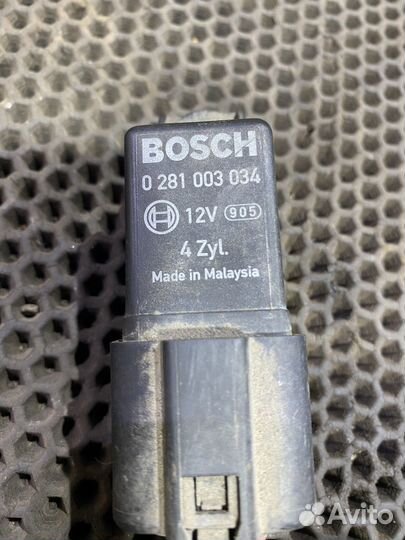 BOSCH
0 281 003 034
12V 905
4 Zyl.
Made in Malaysia
Avito